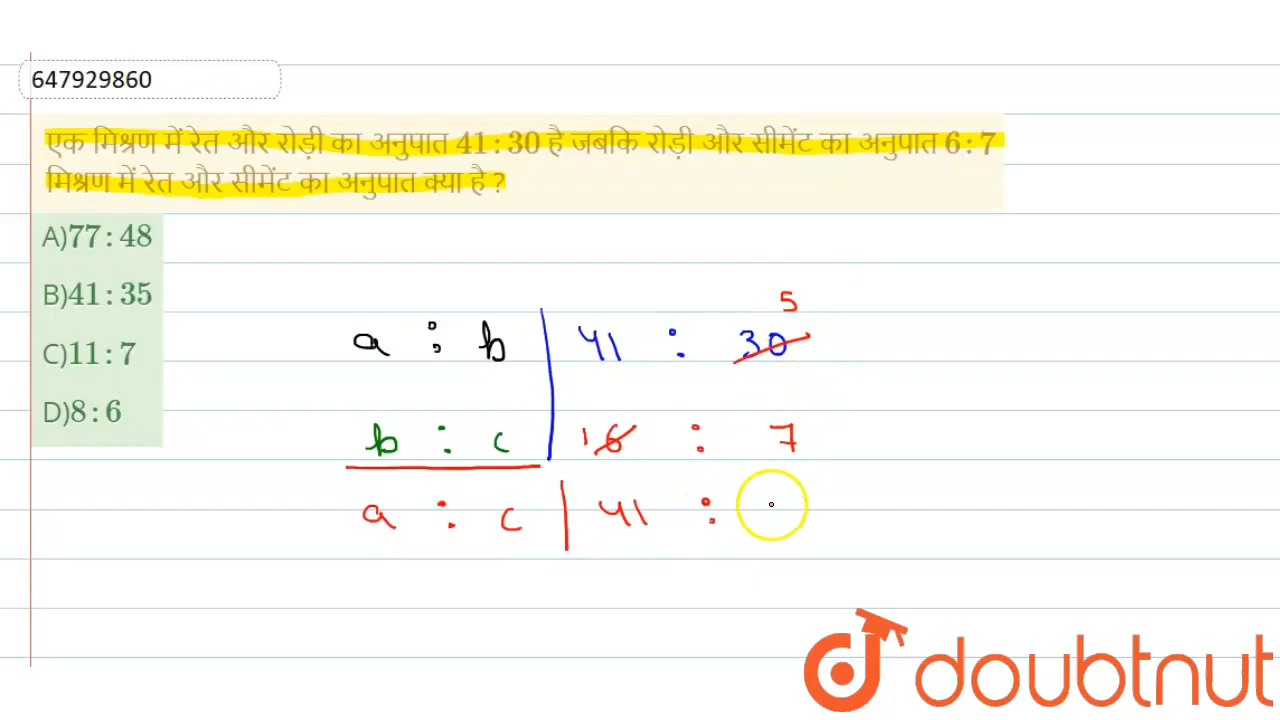 647929860
एक मिश्रण में रेत और रोड़ी का अनुपात 41 : 30 है जबकि रोड़ी और सीमेंट का अनुपात 6 : 7
मिश्रण में रेत और सीमेंट का अनुपात क्या है ?
A)77 : 48
B)41 : 35
C)11 : 7
D)8 : 6
5
a : b | 41 : 30
b : c | 1 6 : 7
a : c | 41 :
doubtnut